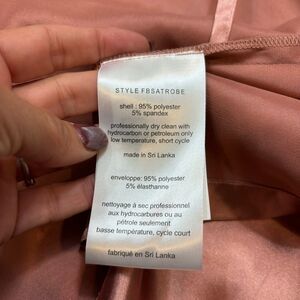 STYLE FBSATROBE
shell : 95% polyester
5% spandex
professionally dry clean with
hydrocarbon or petroleum only
low temperature, short cycle
made in Sri Lanka
enveloppe: 95% polyester
5% élasthanne
nettoyage à sec professionnel
aux hydrocarbures ou au
pétrole seulement
basse température, cycle court
fabriqué en Sri Lanka